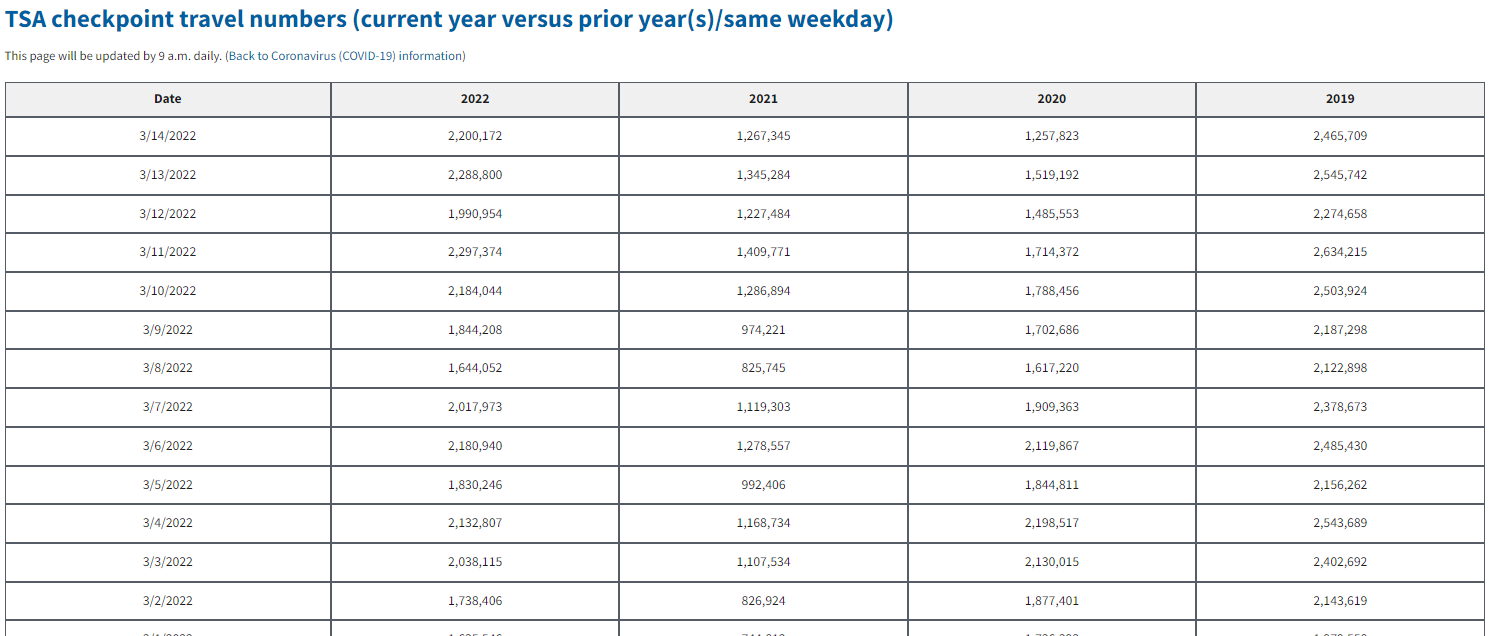 TSA checkpoint travel numbers (current year versus prior year(s)/same weekday)
This page will be updated by 9 a.m. daily. (Back to Coronavirus (COVID-19) information)
Date 2022 2021 2020 2019
3/14/2022 2,200,172 1,267,345 1,257,823 2,465,709
3/13/2022 2,288,800 1,345,284 1,519,192 2,545,742
3/12/2022 1,990,954 1,227,484 1,485,553 2,274,658
3/11/2022 2,297,374 1,409,771 1,714,372 2,634,215
3/10/2022 2,184,044 1,286,894 1,788,456 2,503,924
3/9/2022 1,844,208 974,221 1,702,686 2,187,298
3/8/2022 1,644,052 825,745 1,617,220 2,122,898
3/7/2022 2,017,973 1,119,303 1,909,363 2,378,673
3/6/2022 2,180,940 1,278,557 2,119,867 2,485,430
3/5/2022 1,830,246 992,406 1,844,811 2,156,262
3/4/2022 2,132,807 1,168,734 2,198,517 2,543,689
3/3/2022 2,038,115 1,107,534 2,130,015 2,402,692
3/2/2022 1,738,406 826,924 1,877,401 2,143,619